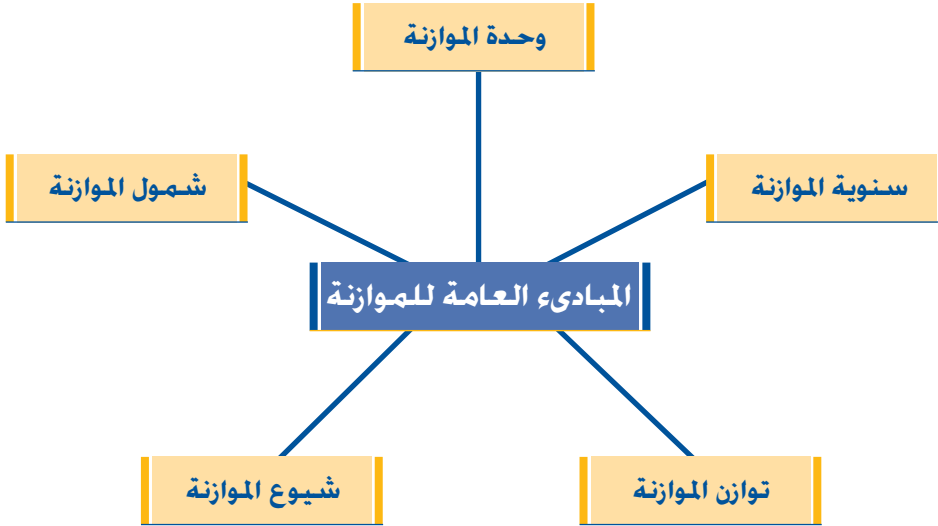 وحدة الموازنة
سنوية الموازنة
شمول الموازنة
المبادىء العامة للموازنة
توازن الموازنة
شيوع الموازنة